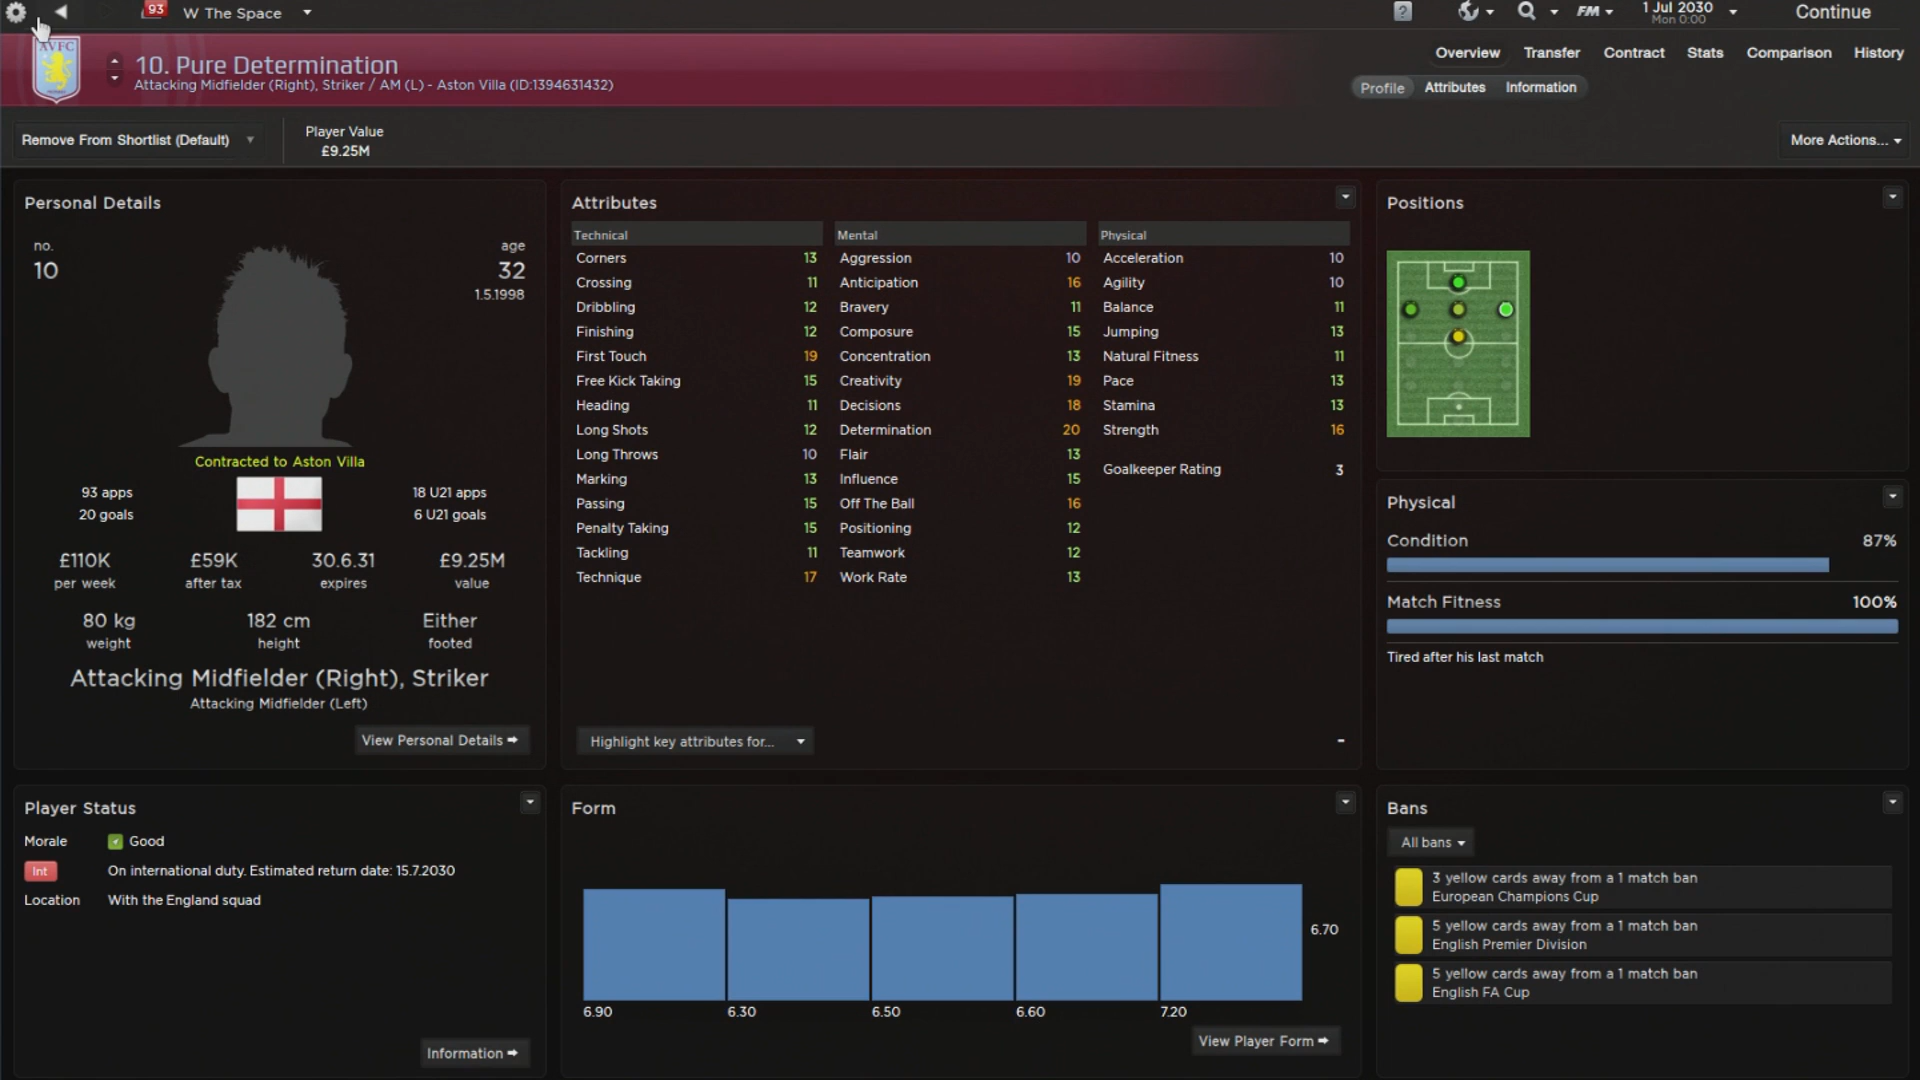 93 W The Space
? FM 1 Jul 2030 Continue
Mon 0:00
AVFC
10. Pure Determination
Attacking Midfielder (Right), Striker / AM (L) - Aston Villa (ID:1394631432)
Overview Transfer Contract Stats Comparison History
Profile Attributes Information
Remove From Shortlist (Default)
Player Value
£9.25M
More Actions...
Personal Details
no.
10
age
32
1.5.1998
Contracted to Aston Villa
93 apps
20 goals
18 U21 apps
6 U21 goals
£110K
per week
£59K
after tax
30.6.31
expires
£9.25M
value
80 kg
weight
182 cm
height
Either
footed
Attacking Midfielder (Right), Striker
Attacking Midfielder (Left)
View Personal Details
Attributes
Technical
Corners 13
Crossing 11
Dribbling 12
Finishing 12
First Touch 19
Free Kick Taking 15
Heading 11
Long Shots 12
Long Throws 10
Marking 13
Passing 15
Penalty Taking 15
Tackling 11
Technique 17
Mental
Aggression 10
Anticipation 16
Bravery 11
Composure 15
Concentration 13
Creativity 19
Decisions 18
Determination 20
Flair 13
Influence 15
Off The Ball 16
Positioning 12
Teamwork 12
Work Rate 13
Physical
Acceleration 10
Agility 10
Balance 11
Jumping 13
Natural Fitness 11
Pace 13
Stamina 13
Strength 16
Goalkeeper Rating 3
Highlight key attributes for...
-
Positions
Physical
Condition 87%
Match Fitness 100%
Tired after his last match
Player Status
Morale Good
Int On international duty. Estimated return date: 15.7.2030
Location With the England squad
Information
Form
6.70
6.90 6.30 6.50 6.60 7.20
View Player Form
Bans
All bans
3 yellow cards away from a 1 match ban
European Champions Cup
5 yellow cards away from a 1 match ban
English Premier Division
5 yellow cards away from a 1 match ban
English FA Cup